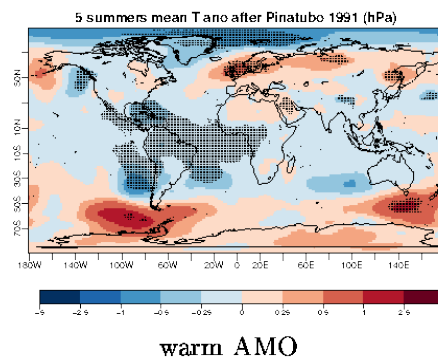 5 summers mean T ano after Pinatubo 1991 (hPa)
50N
30N
10N
10S
30S
50S
70S
180W 140W 100W 60W 20W 0 20E 60E 100E 140E
-5 -2 -1 -0.5 -0.25 0 0.25 0.5 1 2.5
warm AMO